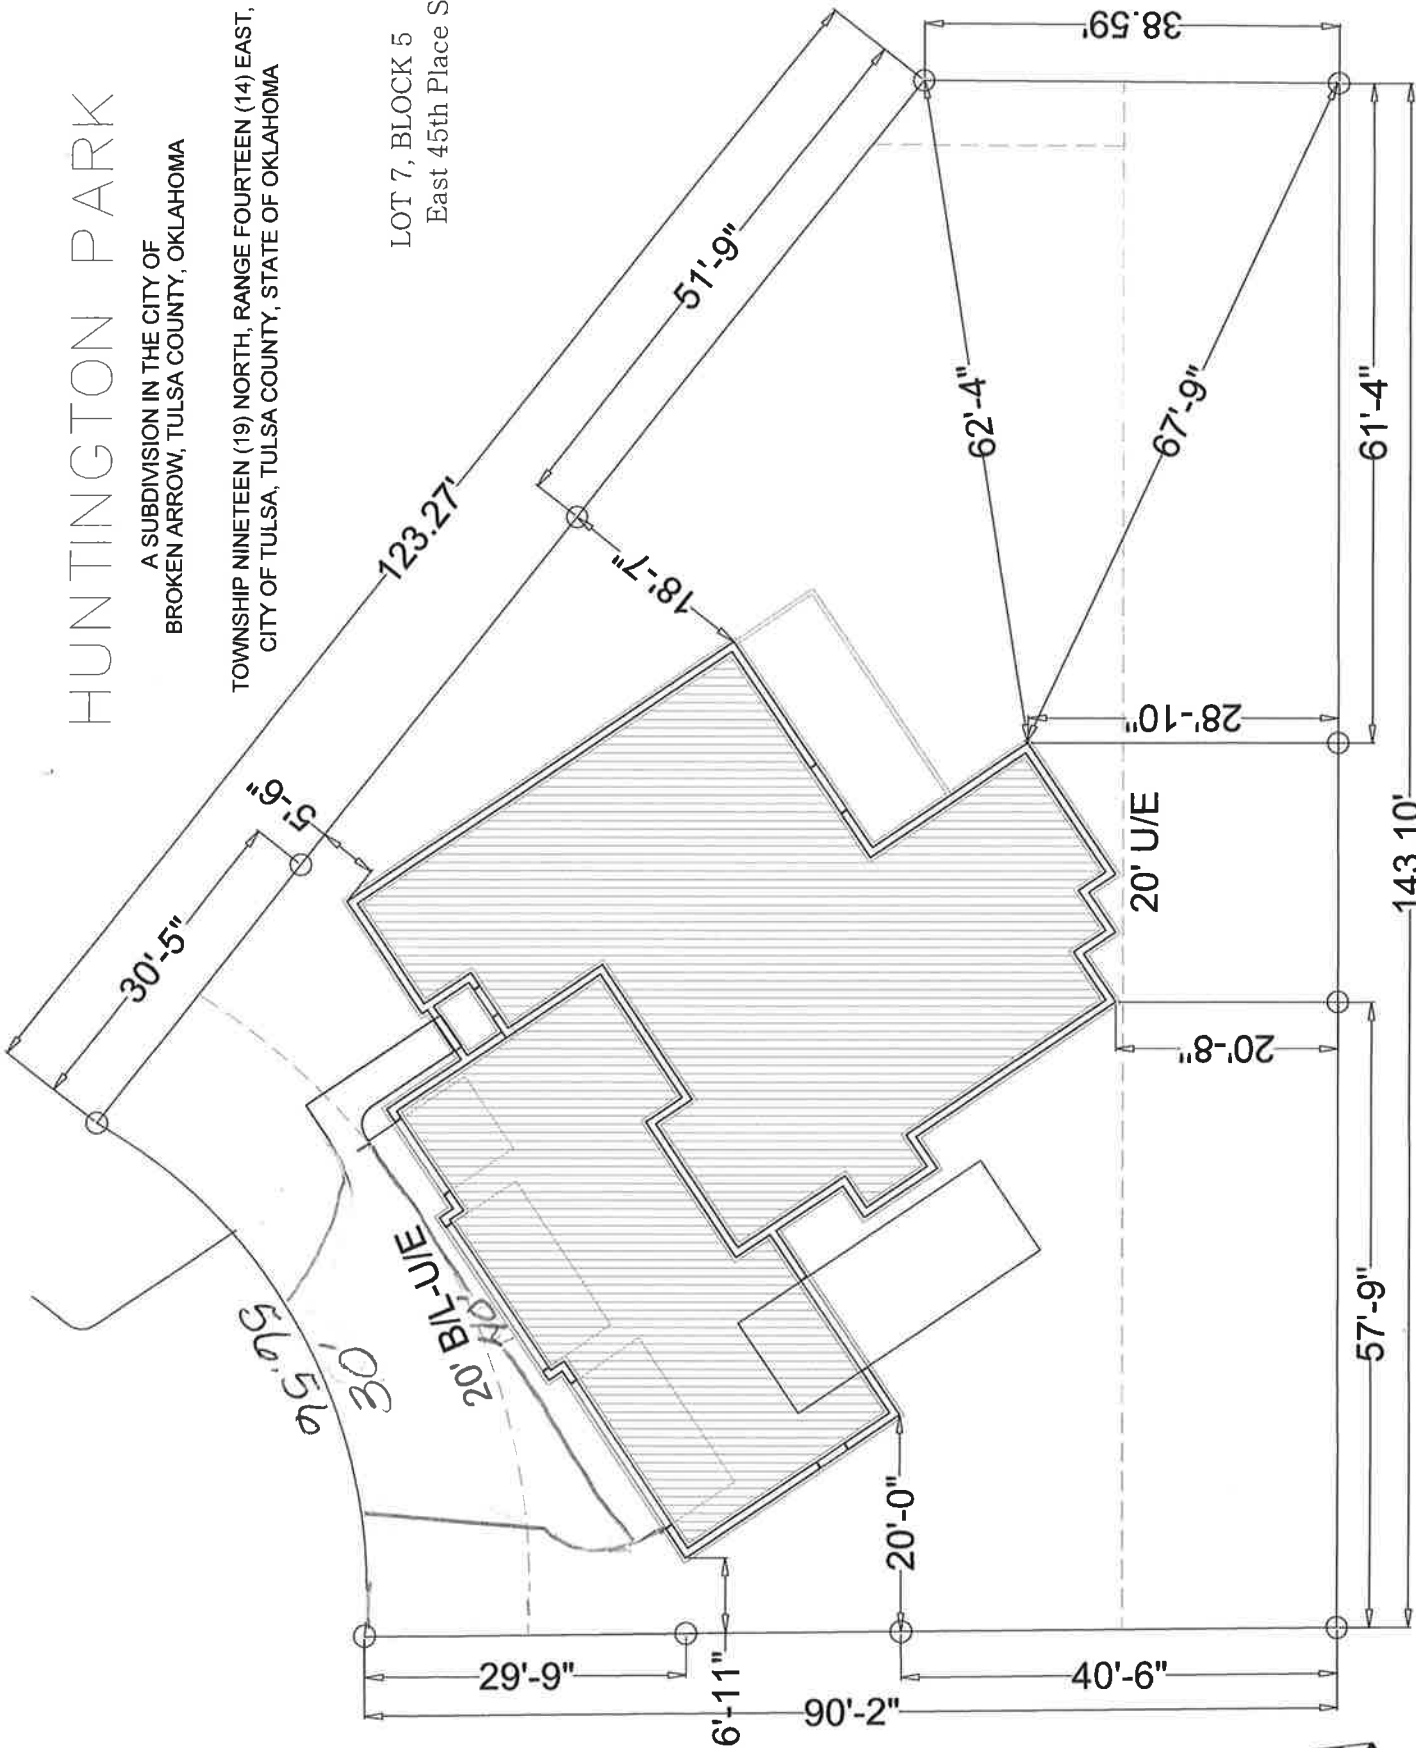 HUNTINGTON PARK
A SUBDIVISION IN THE CITY OF
BROKEN ARROW, TULSA COUNTY, OKLAHOMA
TOWNSHIP NINETEEN (19) NORTH, RANGE FOURTEEN (14) EAST,
CITY OF TULSA, TULSA COUNTY, STATE OF OKLAHOMA
LOT 7, BLOCK 5
East 45th Place S
38.59'
123.27'
51'-9"
30'-5"
5'-6"
18'-7"
62'-4"
67'-9"
61'-4"
28'-10"
20' U/E
143.10'
20'-8"
57'-9"
20' B/L-U/E
56.56
30'
40'
20'-0"
29'-9"
6'-11"
40'-6"
90'-2"